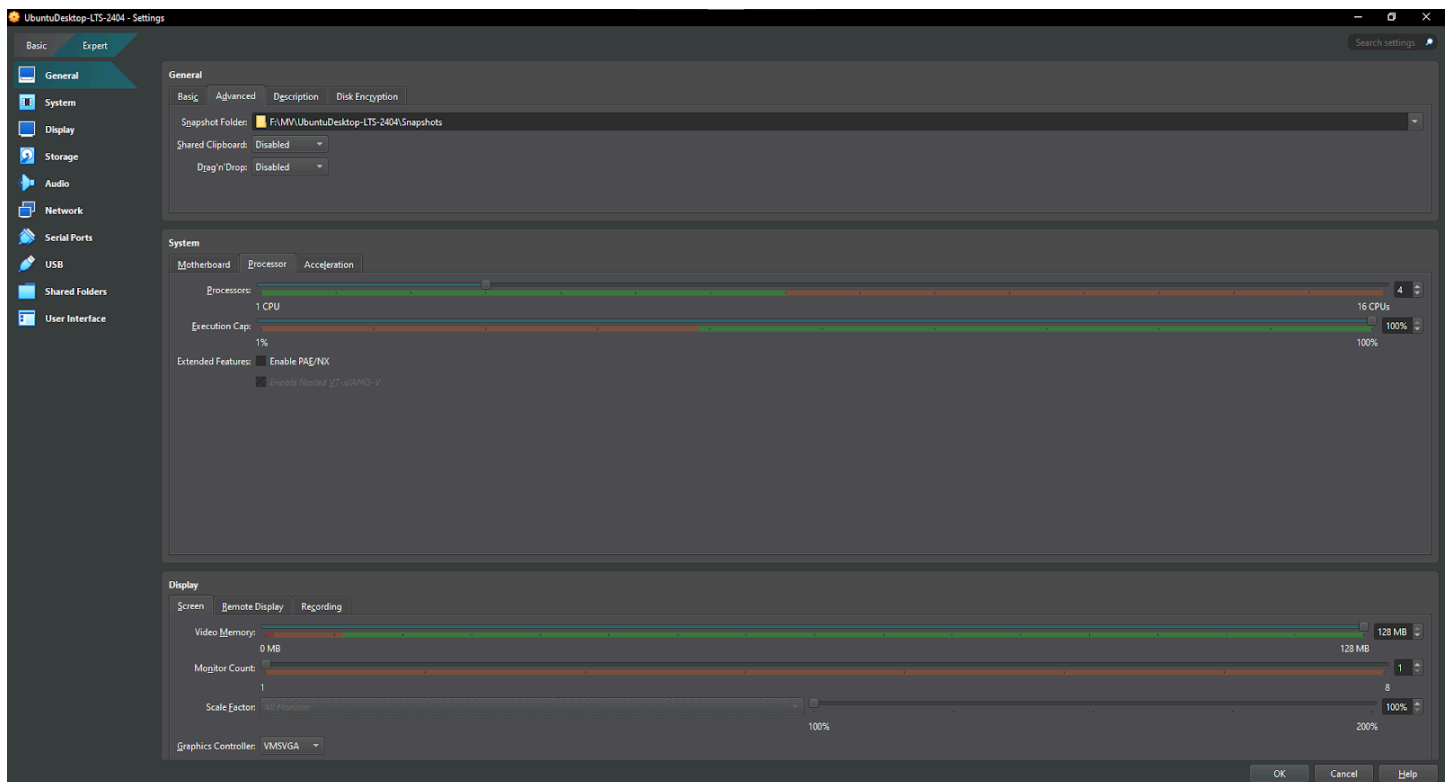 UbuntuDesktop-LTS-2404 - Settings
Basic Expert
Search settings
General
System
Display
Storage
Audio
Network
Serial Ports
USB
Shared Folders
User Interface
General
Basic Advanced Description Disk Encryption
Snapshot Folder: F:\MV\UbuntuDesktop-LTS-2404\Snapshots
Shared Clipboard: Disabled
Drag'n'Drop: Disabled
System
Motherboard Processor Acceleration
Processors: 4
1 CPU 16 CPUs
Execution Cap: 100%
1% 100%
Extended Features: Enable PAE/NX
Enable Nested VT-x/AMD-V
Display
Screen Remote Display Recording
Video Memory: 128 MB
0 MB 128 MB
Monitor Count: 1
1 8
Scale Factor: All Monitors 100%
100% 200%
Graphics Controller: VMSVGA
OK Cancel Help